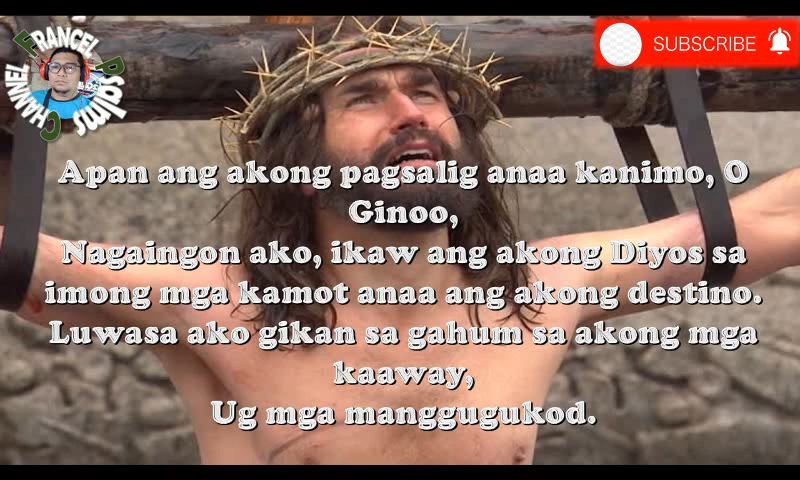 FRANCEL Psalms
CHANNEL
SUBSCRIBE
Apan ang akong pagsalig anaa kanimo, O
Ginoo,
Nagaingon ako, ikaw ang akong Diyos sa
imong mga kamot anaa ang akong destino.
Luwasa ako gikan sa gahum sa akong mga
kaaway,
Ug mga manggugukod.